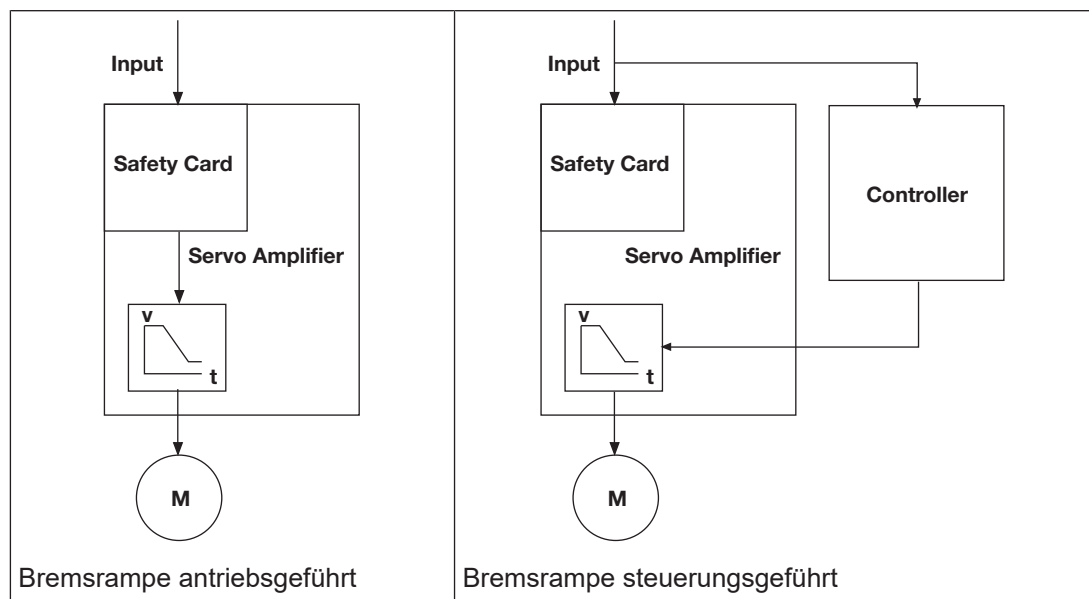 Input
Safety Card
Servo Amplifier
v
t
M
Bremsrampe antriebsgeführt
Input
Safety Card
Controller
Servo Amplifier
v
t
M
Bremsrampe steuerungsgeführt